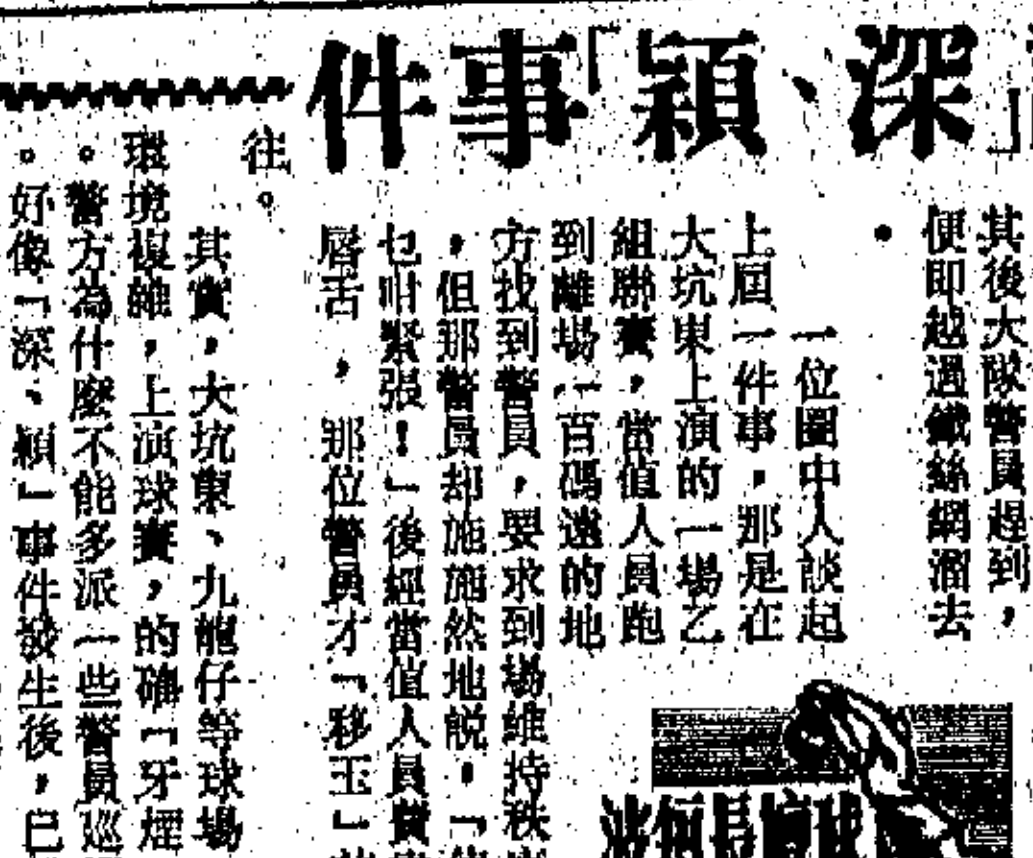 深、穎「事件
其後大隊警員趕到，
便即越過鐵絲網溜去
。
一位圈中人談起
上屆一件事，那是在
大坑東上演的一場乙
組聯賽，當值人員跑
到離場一百碼遠的地
方找到警員，要求到場維持秩
，但那警員却施施然地說，「
乜咁緊張！」後經當值人員費
唇舌，那位警員才「移玉」
往。
其實，大坑東、九龍仔等球場
環境複雜，上演球賽，的確「牙煙
。警方為什麼不能多派一些警員巡
。好像「深、穎」事件發生後，已